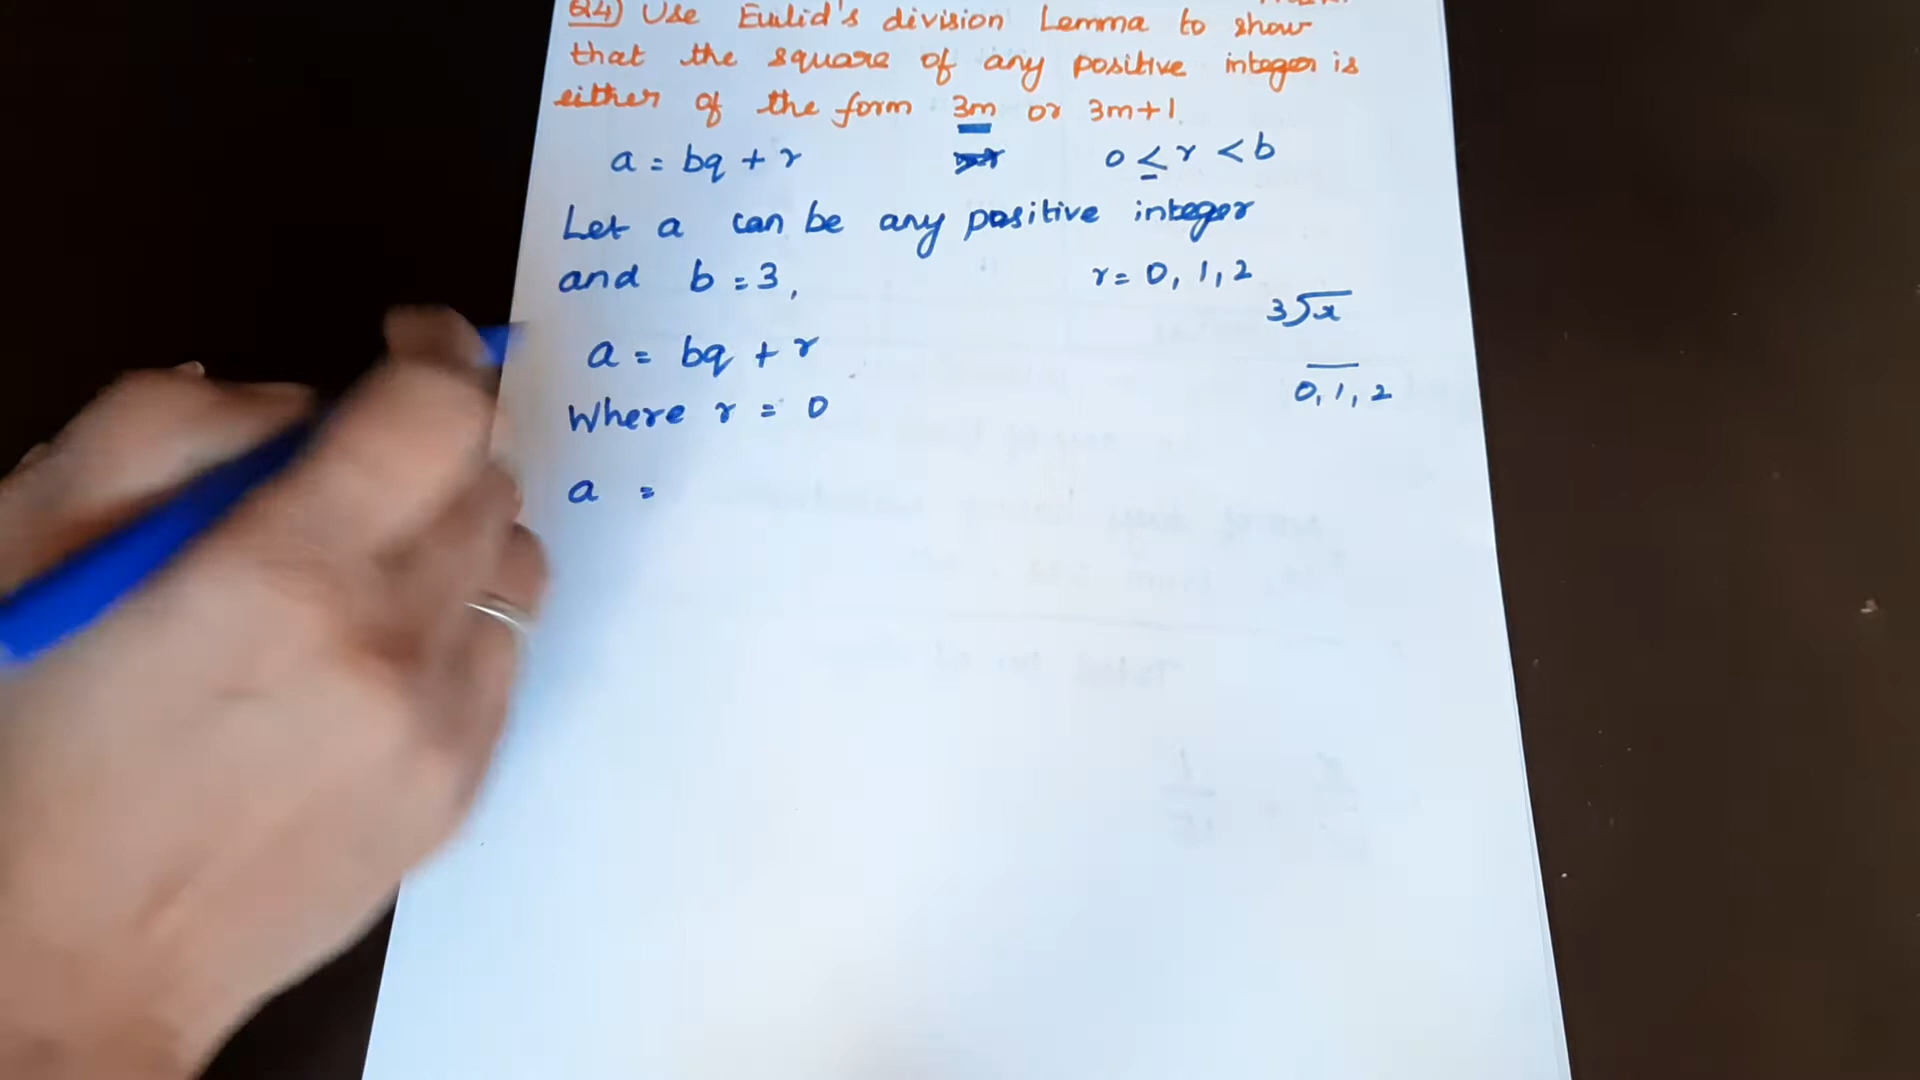 Q4) Use Eulid's division Lemma to show
that the square of any positive integer is
either of the form 3m or 3m+1.
a = bq + r 0 ≤ r < b
Let a can be any positive integer
and b = 3, r = 0, 1, 2
3)x
a = bq + r
0, 1, 2
Where r = 0
a =